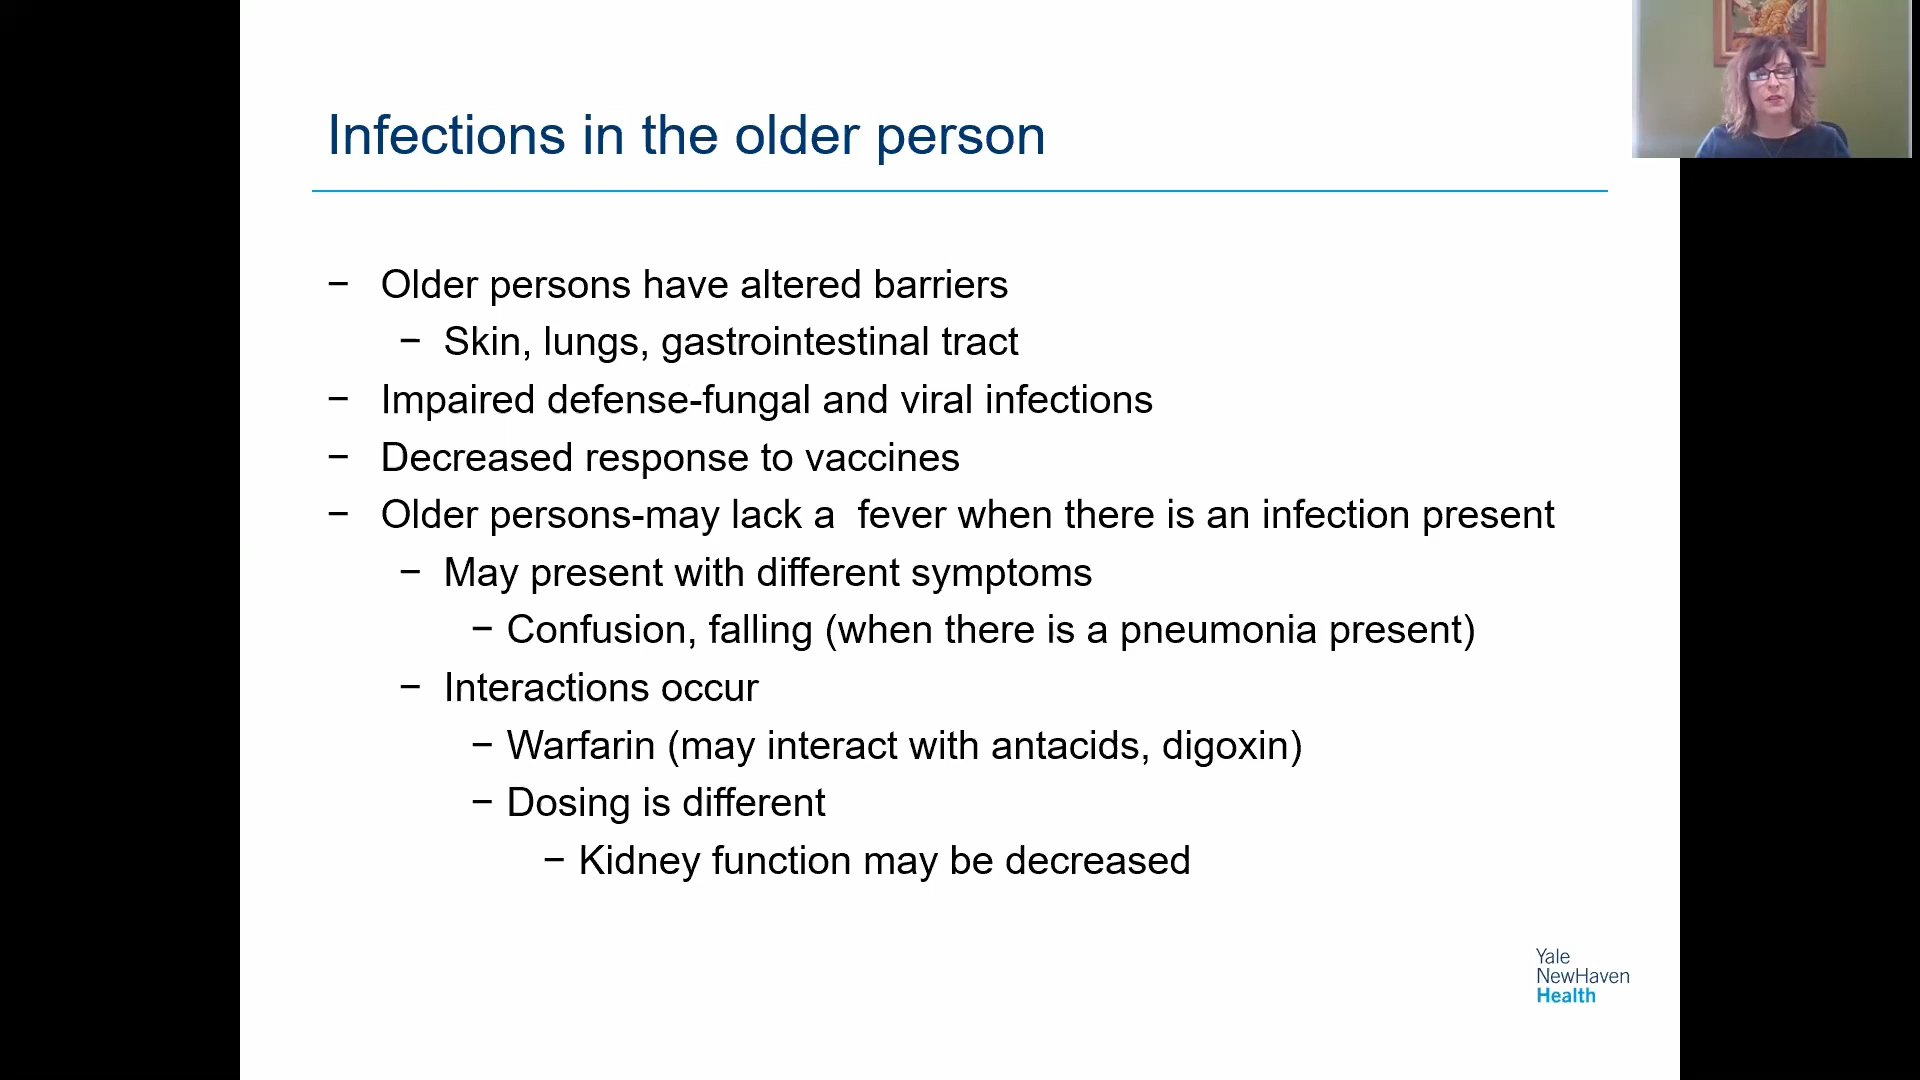 Infections in the older person
− Older persons have altered barriers
− Skin, lungs, gastrointestinal tract
− Impaired defense-fungal and viral infections
− Decreased response to vaccines
− Older persons-may lack a  fever when there is an infection present
− May present with different symptoms
− Confusion, falling (when there is a pneumonia present)
− Interactions occur
− Warfarin (may interact with antacids, digoxin)
− Dosing is different
− Kidney function may be decreased
Yale
NewHaven
Health